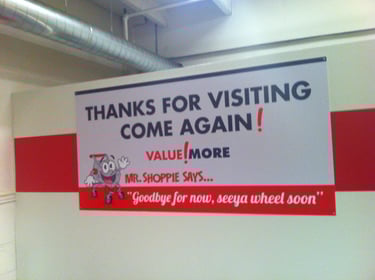 THANKS FOR VISITING
COME AGAIN!
VALUE!MORE
MR. SHOPPIE SAYS...
"Goodbye for now, seeya wheel soon"